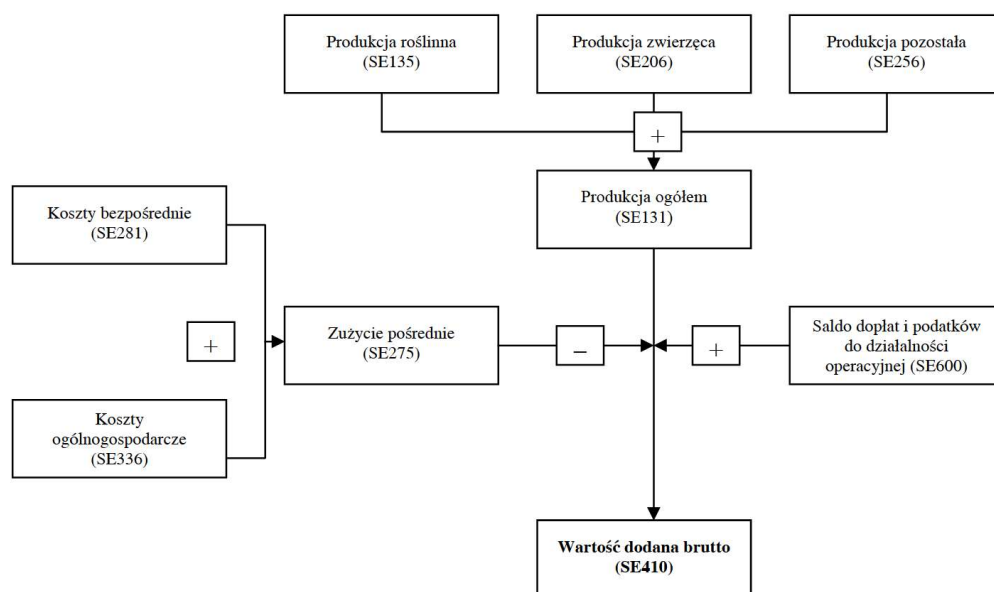 Produkcja roślinna
(SE135)
Produkcja zwierzęca
(SE206)
Produkcja pozostała
(SE256)
+
Produkcja ogółem
(SE131)
Koszty bezpośrednie
(SE281)
+
Zużycie pośrednie
(SE275)
–
+
Saldo dopłat i podatków
do działalności
operacyjnej (SE600)
Koszty
ogólnogospodarcze
(SE336)
Wartość dodana brutto
(SE410)